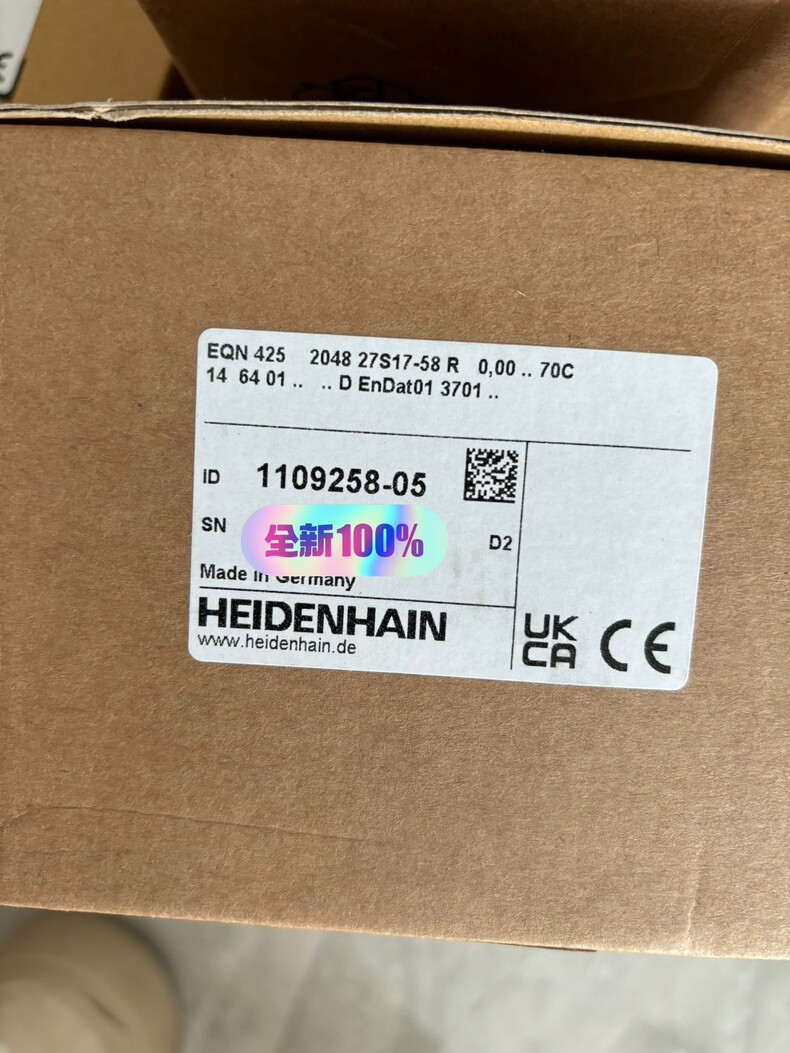 EQN 425 2048 27S17-58 R 0,00 .. 70C
14 64 01 .. .. D EnDat01 3701 ..
ID 1109258-05
SN
全新100%
D2
Made in Germany
HEIDENHAIN
www.heidenhain.de
UK
CA
CE